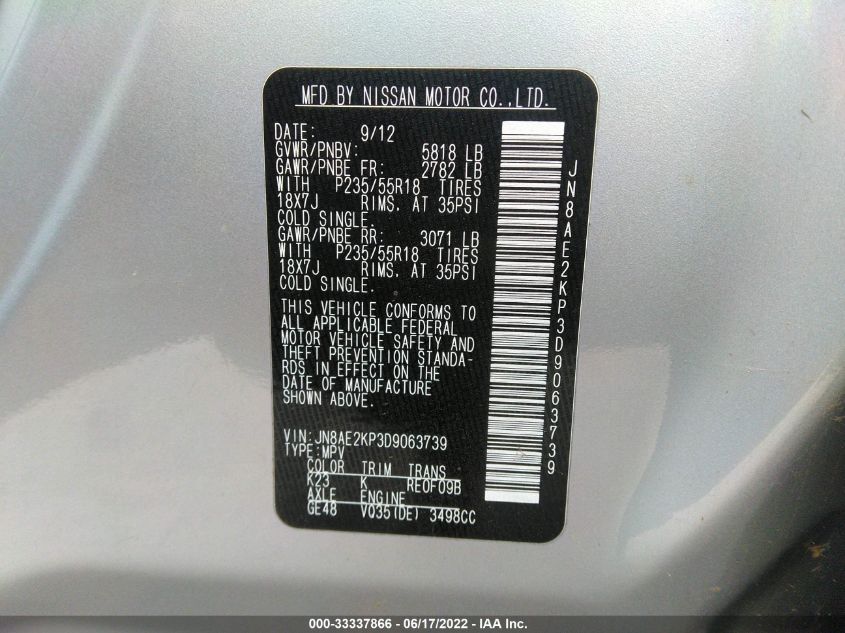 MFD BY NISSAN MOTOR CO.,LTD.
DATE: 9/12
GVWR/PNBV: 5818 LB
GAWR/PNBE FR: 2782 LB
WITH P235/55R18 TIRES
18X7J RIMS. AT 35PSI
COLD SINGLE.
GAWR/PNBE RR: 3071 LB
WITH P235/55R18 TIRES
18X7J RIMS. AT 35PSI
COLD SINGLE.
THIS VEHICLE CONFORMS TO
ALL APPLICABLE FEDERAL
MOTOR VEHICLE SAFETY AND
THEFT PREVENTION STANDA-
RDS IN EFFECT ON THE
DATE OF MANUFACTURE
SHOWN ABOVE.
VIN:JN8AE2KP3D9063739
TYPE:MPV
COLOR TRIM TRANS
K23 K RE0F09B
AXLE ENGINE
GE48 VQ35(DE) 3498CC
JN8AE2KP3D9063739
000-33337866 - 06/17/2022 - IAA Inc.